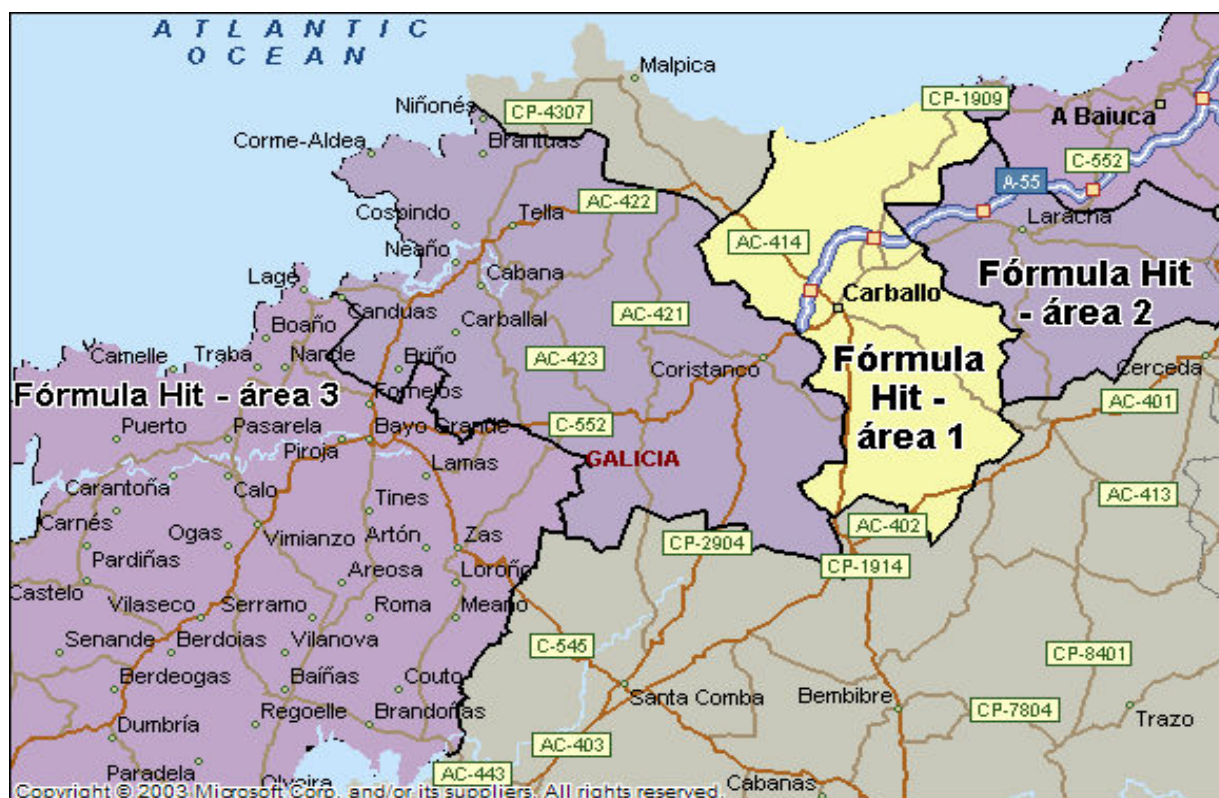 ATLANTIC
OCEAN
Malpica
Niñonés
CP-4307
CP-1909
A Baiuca
Corme-Aldea
Brantuas
C-552
A-55
AC-422
Cospindo
Tella
Laracha
AC-414
Neaño
Cabana
Lage
Fórmula Hit
- área 2
Canduas
Carballo
Boaño
Carballal
AC-421
Camelle
Traba
Nande
Briño
AC-423
Coristanco
Fórmula
Hit -
área 1
Cerceda
Fórmula Hit - área 3
Fornelos
AC-401
Puerto
Pasarela
Bayo Grande
C-552
Piroja
GALICIA
Lamas
Carantoña
Calo
AC-413
Tines
Carnés
Ogas
Vimianzo
Artón
Zas
AC-402
CP-2904
Pardiñas
CP-1914
Castelo
Areosa
Loroño
Vilaseco
Serramo
Roma
Meaño
Senande
Berdoias
Vilanova
C-545
CP-8401
Berdeogas
Baíñas
Couto
Santa Comba
Bembibre
CP-7804
Trazo
Dumbría
Regoelle
Brandoñas
AC-403
Paradela
Olveira
AC-443
Cabanas
Copyright © 2003 Microsoft Corp. and/or its suppliers. All rights reserved.